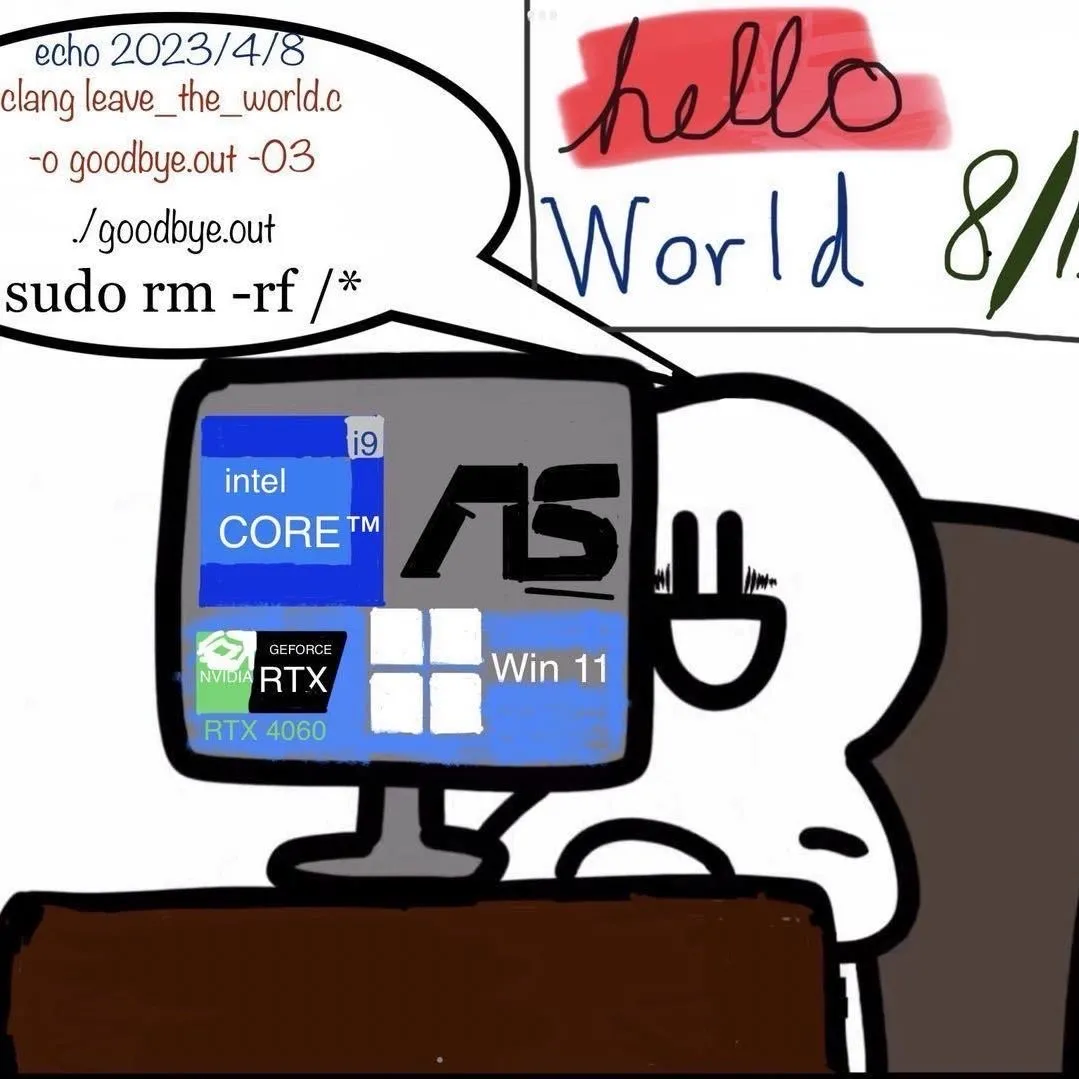 echo 2023/4/8
clang leave_the_world.c
-o goodbye.out -O3
./goodbye.out
sudo rm -rf /*
hello
World
i9
intel
CORE™
NVIDIA
GEFORCE
RTX
RTX 4060
Win 11